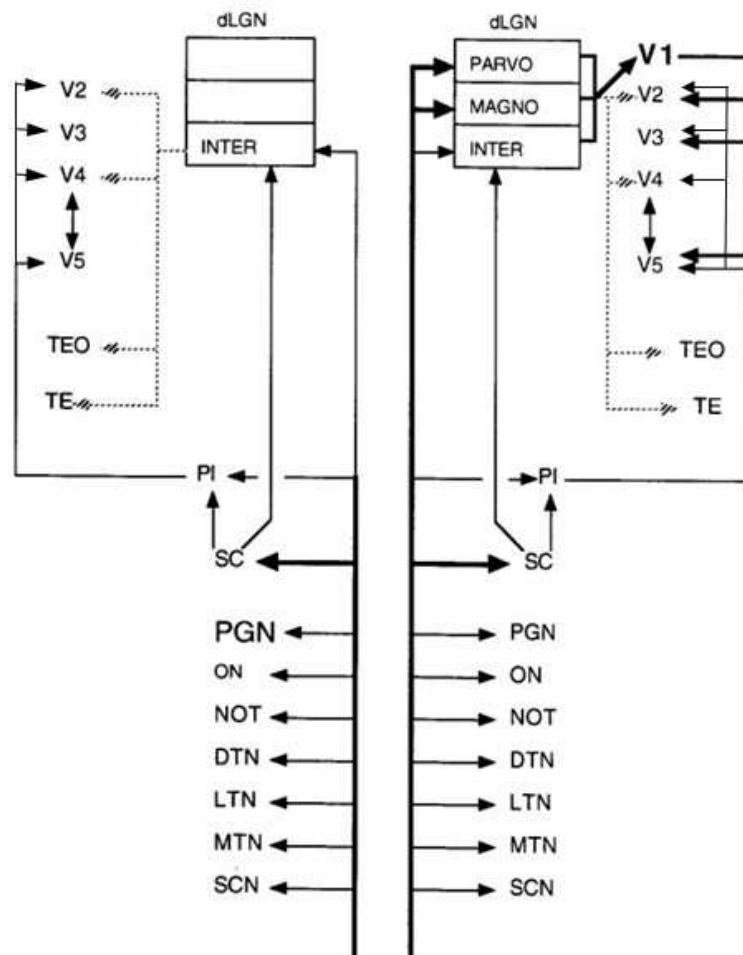 dLGN
INTER
V2
V3
V4
V5
TEO
TE
PI
SC
PGN
ON
NOT
DTN
LTN
MTN
SCN
dLGN
PARVO
MAGNO
INTER
V1
V2
V3
V4
V5
TEO
TE
PI
SC
PGN
ON
NOT
DTN
LTN
MTN
SCN